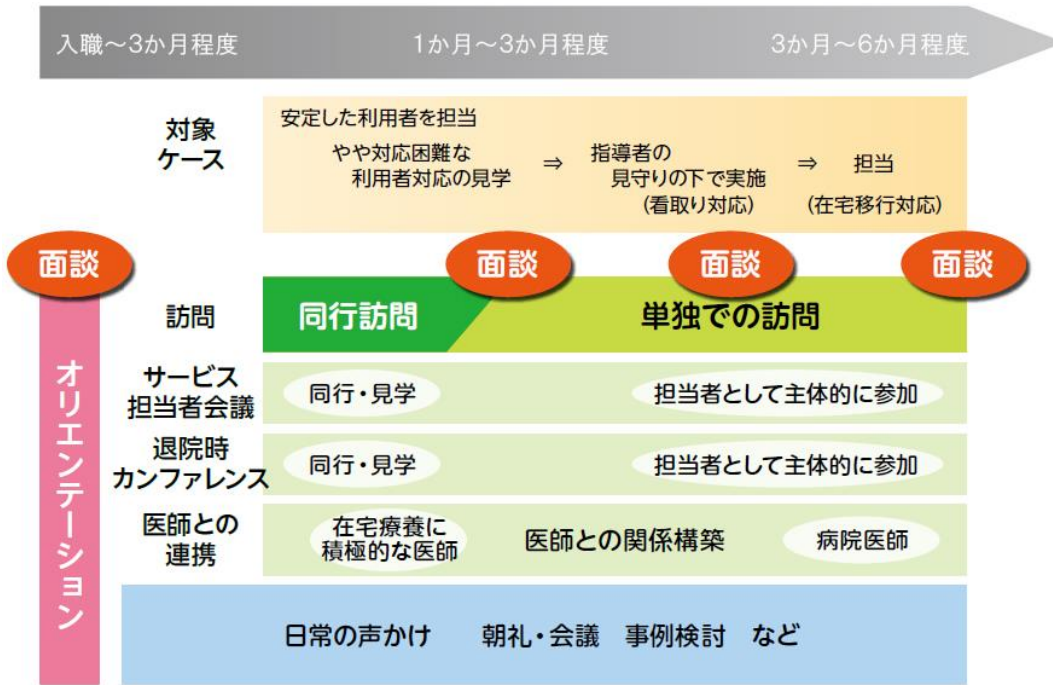 入職～3か月程度 1か月～3か月程度 3か月～6か月程度
対象
ケース
安定した利用者を担当
やや対応困難な
利用者対応の見学
⇒
指導者の
見守りの下で実施
(看取り対応)
⇒
担当
(在宅移行対応)
面談 面談 面談 面談
オリエンテーション
訪問
同行訪問 単独での訪問
サービス
担当者会議
同行・見学 担当者として主体的に参加
退院時
カンファレンス
同行・見学 担当者として主体的に参加
医師との
連携
在宅療養に
積極的な医師
医師との関係構築 病院医師
日常の声かけ 朝礼・会議 事例検討 など